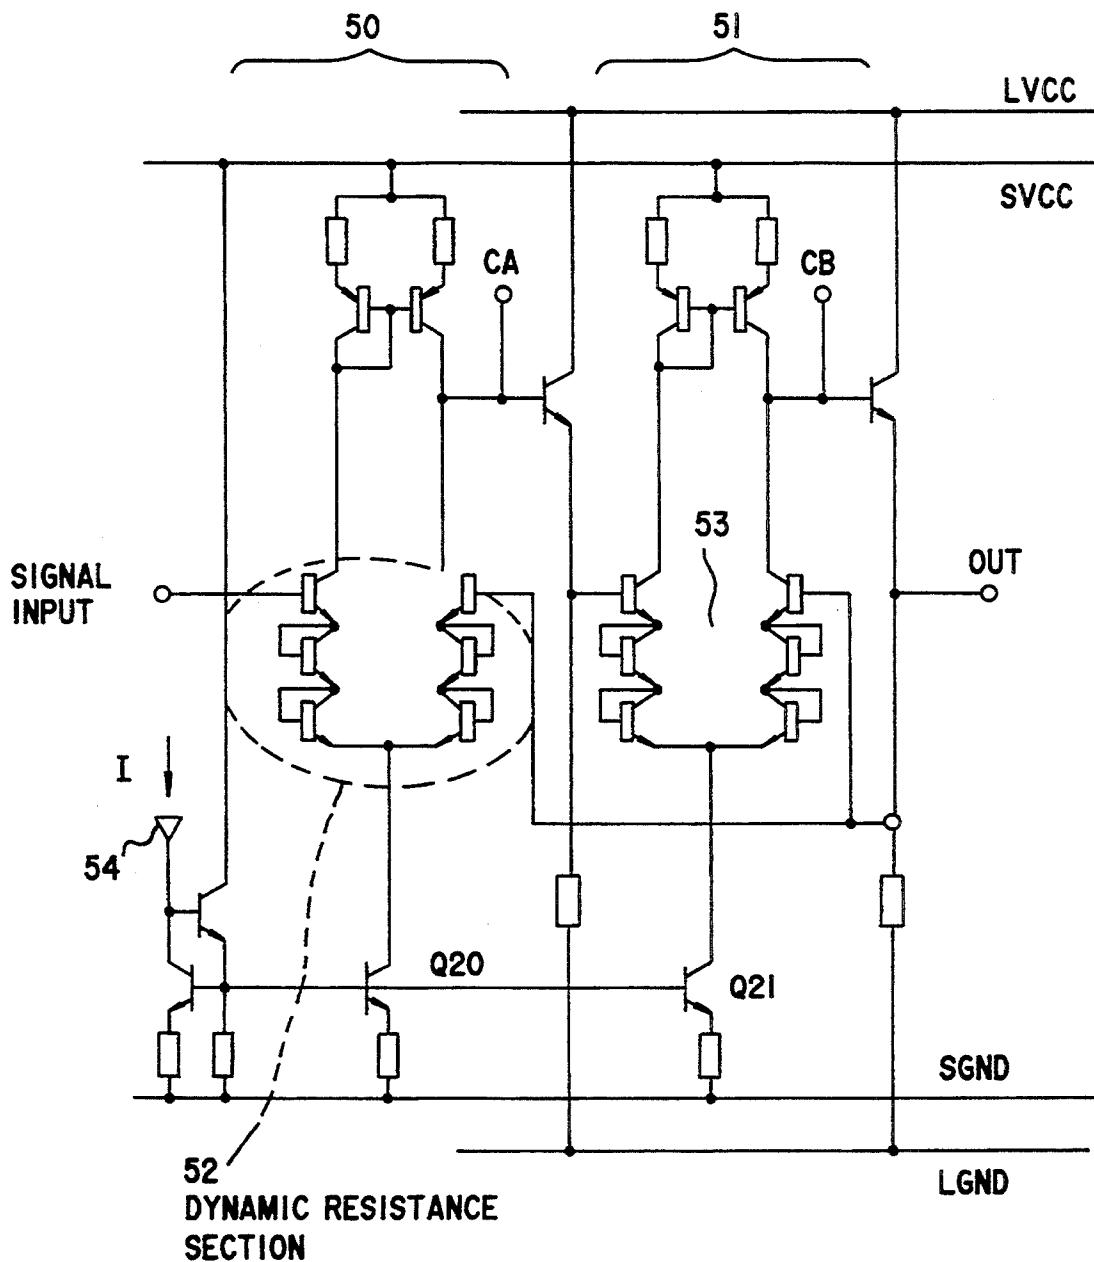 50
51
LVCC
SVCC
CA
CB
53
SIGNAL
INPUT
OUT
I
54
Q20
Q21
SGND
52
DYNAMIC RESISTANCE
SECTION
LGND